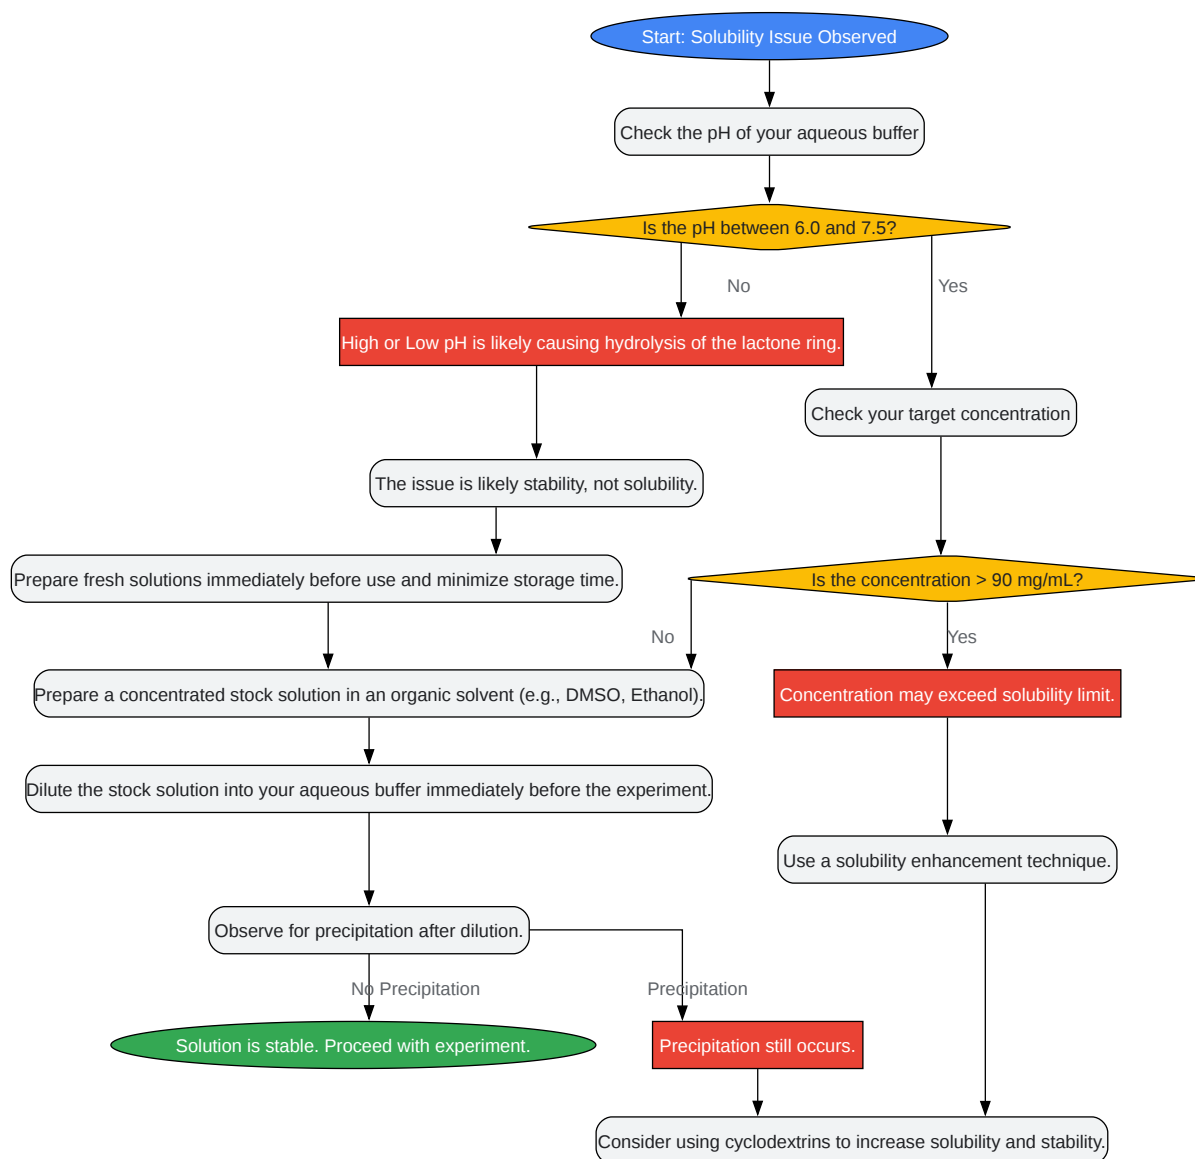 Start: Solubility Issue Observed
Check the pH of your aqueous buffer
Is the pH between 6.0 and 7.5?
No
Yes
High or Low pH is likely causing hydrolysis of the lactone ring.
Check your target concentration
The issue is likely stability, not solubility.
Prepare fresh solutions immediately before use and minimize storage time.
Is the concentration > 90 mg/mL?
No
Yes
Prepare a concentrated stock solution in an organic solvent (e.g., DMSO, Ethanol).
Concentration may exceed solubility limit.
Dilute the stock solution into your aqueous buffer immediately before the experiment.
Use a solubility enhancement technique.
Observe for precipitation after dilution.
No Precipitation
Precipitation
Solution is stable. Proceed with experiment.
Precipitation still occurs.
Consider using cyclodextrins to increase solubility and stability.